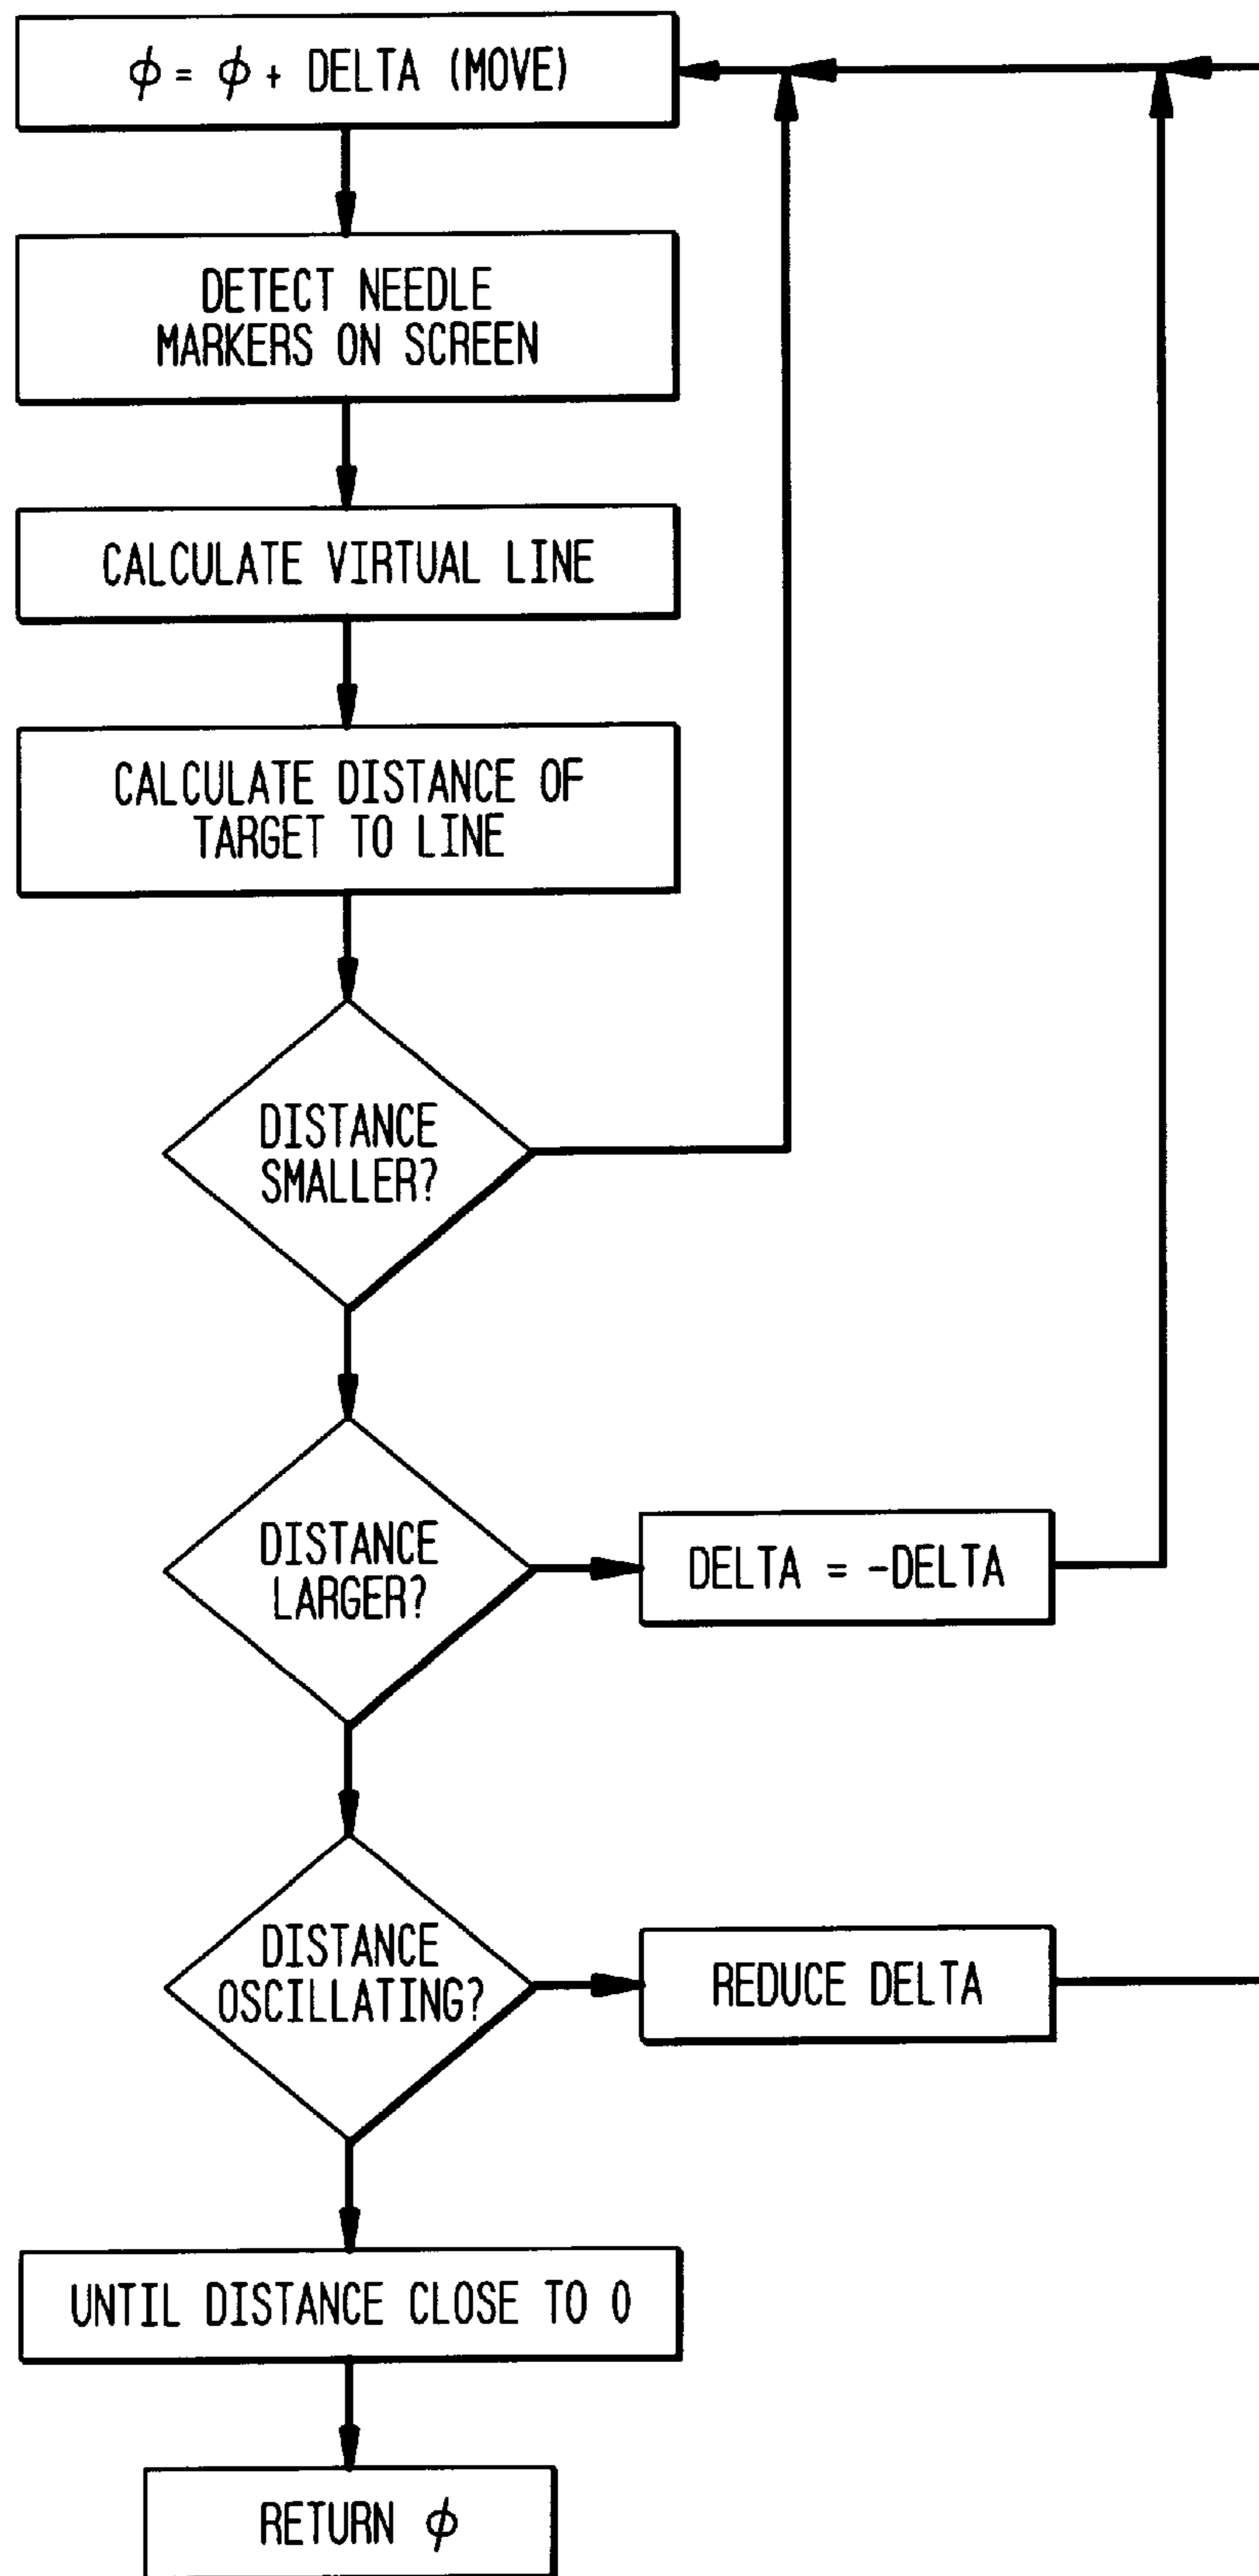 ϕ = ϕ + DELTA (MOVE)
DETECT NEEDLE
MARKERS ON SCREEN
CALCULATE VIRTUAL LINE
CALCULATE DISTANCE OF
TARGET TO LINE
DISTANCE
SMALLER?
DISTANCE
LARGER?
DELTA = -DELTA
DISTANCE
OSCILLATING?
REDUCE DELTA
UNTIL DISTANCE CLOSE TO 0
RETURN ϕ